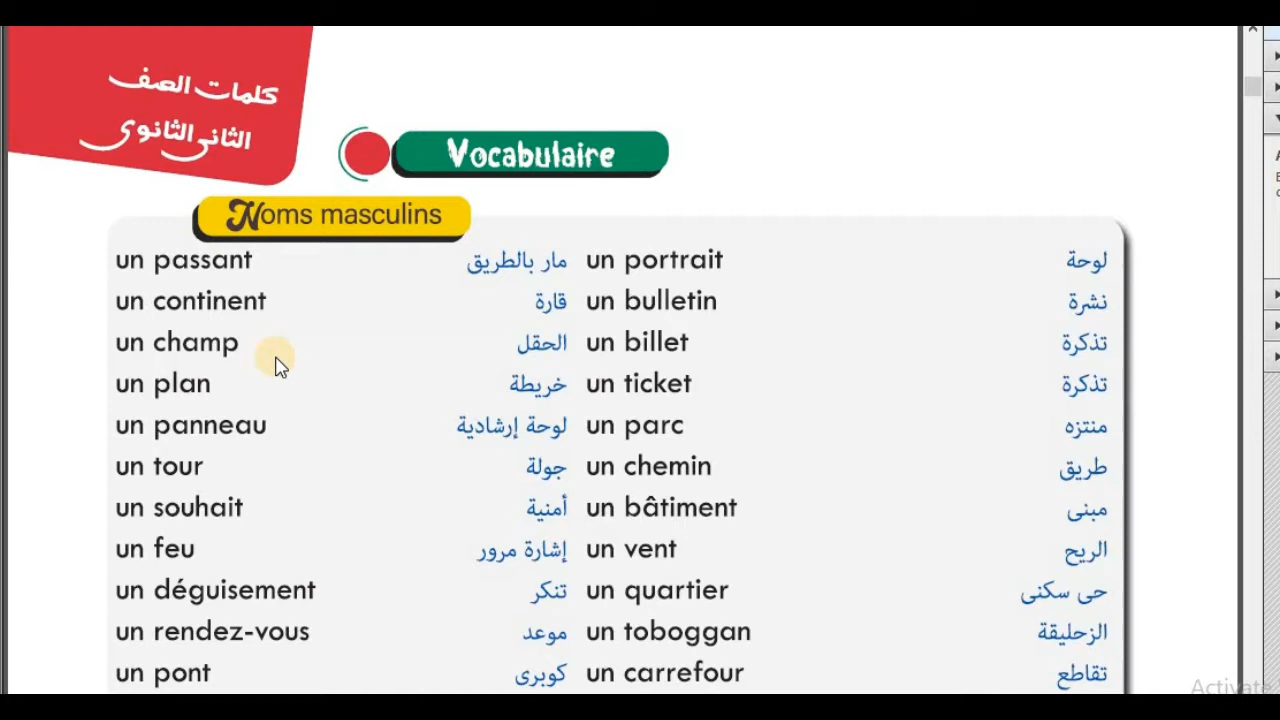 كلمات الصف
الثانى الثانوى
Vocabulaire
Noms masculins
un passant مار بالطريق un portrait لوحة
un continent قارة un bulletin نشرة
un champ الحقل un billet تذكرة
un plan خريطة un ticket تذكرة
un panneau لوحة إرشادية un parc منتزه
un tour جولة un chemin طريق
un souhait أمنية un bâtiment مبنى
un feu إشارة مرور un vent الريح
un déguisement تنكر un quartier حى سكنى
un rendez-vous موعد un toboggan الزحليقة
un pont كوبرى un carrefour تقاطع
Activate